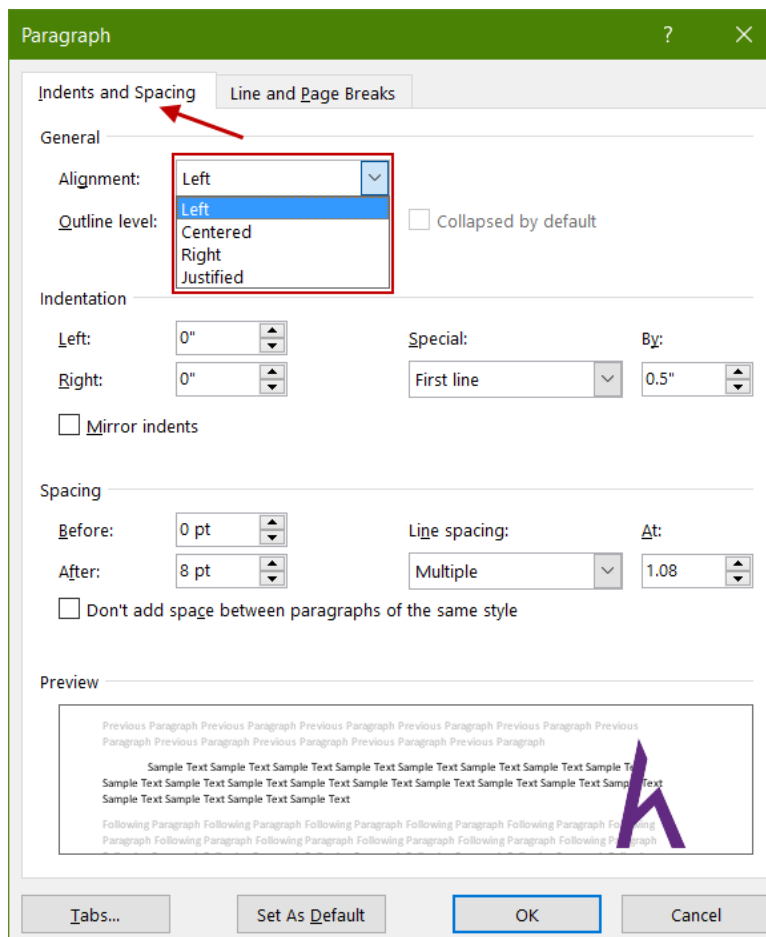 Paragraph ? ×
Indents and Spacing Line and Page Breaks
General
Alignment: Left
Left
Outline level: Collapsed by default
Centered
Right
Justified
Indentation
Left: 0" Special: By:
Right: 0" First line 0.5"
Mirror indents
Spacing
Before: 0 pt Line spacing: At:
After: 8 pt Multiple 1.08
Don't add space between paragraphs of the same style
Preview
Previous Paragraph Previous Paragraph Previous Paragraph Previous Paragraph Previous Paragraph Previous
Paragraph Previous Paragraph Previous Paragraph Previous Paragraph Previous Paragraph
Sample Text Sample Text Sample Text Sample Text Sample Text Sample Text Sample Text Sample
Sample Text Sample Text Sample Text Sample Text Sample Text Sample Text Sample Text Sample Text Sample Text
Sample Text Sample Text Sample Text Sample Text
Following Paragraph Following Paragraph Following Paragraph Following Paragraph Following Paragraph
Paragraph Following Paragraph Following Paragraph Following Paragraph Following Paragraph Following
Tabs... Set As Default OK Cancel